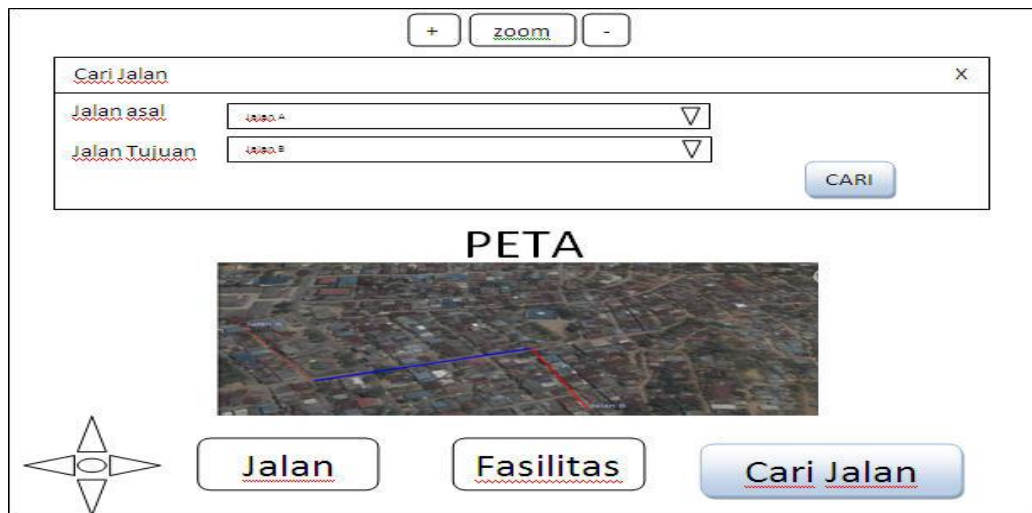 + zoom -
Cari Jalan X
Jalan asal Jalan A
Jalan Tujuan Jalan B
CARI
PETA
Jalan Fasilitas Cari Jalan